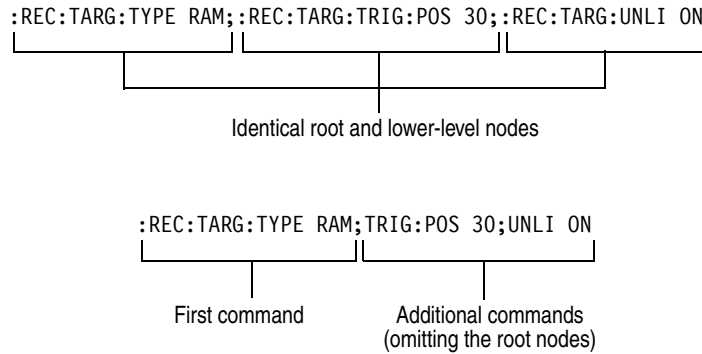 :REC:TARG:TYPE RAM;:REC:TARG:TRIG:POS 30;:REC:TARG:UNLI ON
Identical root and lower-level nodes
:REC:TARG:TYPE RAM;TRIG:POS 30;UNLI ON
First command
Additional commands
(omitting the root nodes)